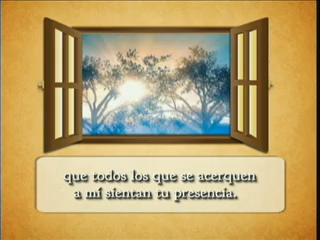 que todos los que se acerquen
a mí sientan tu presencia.